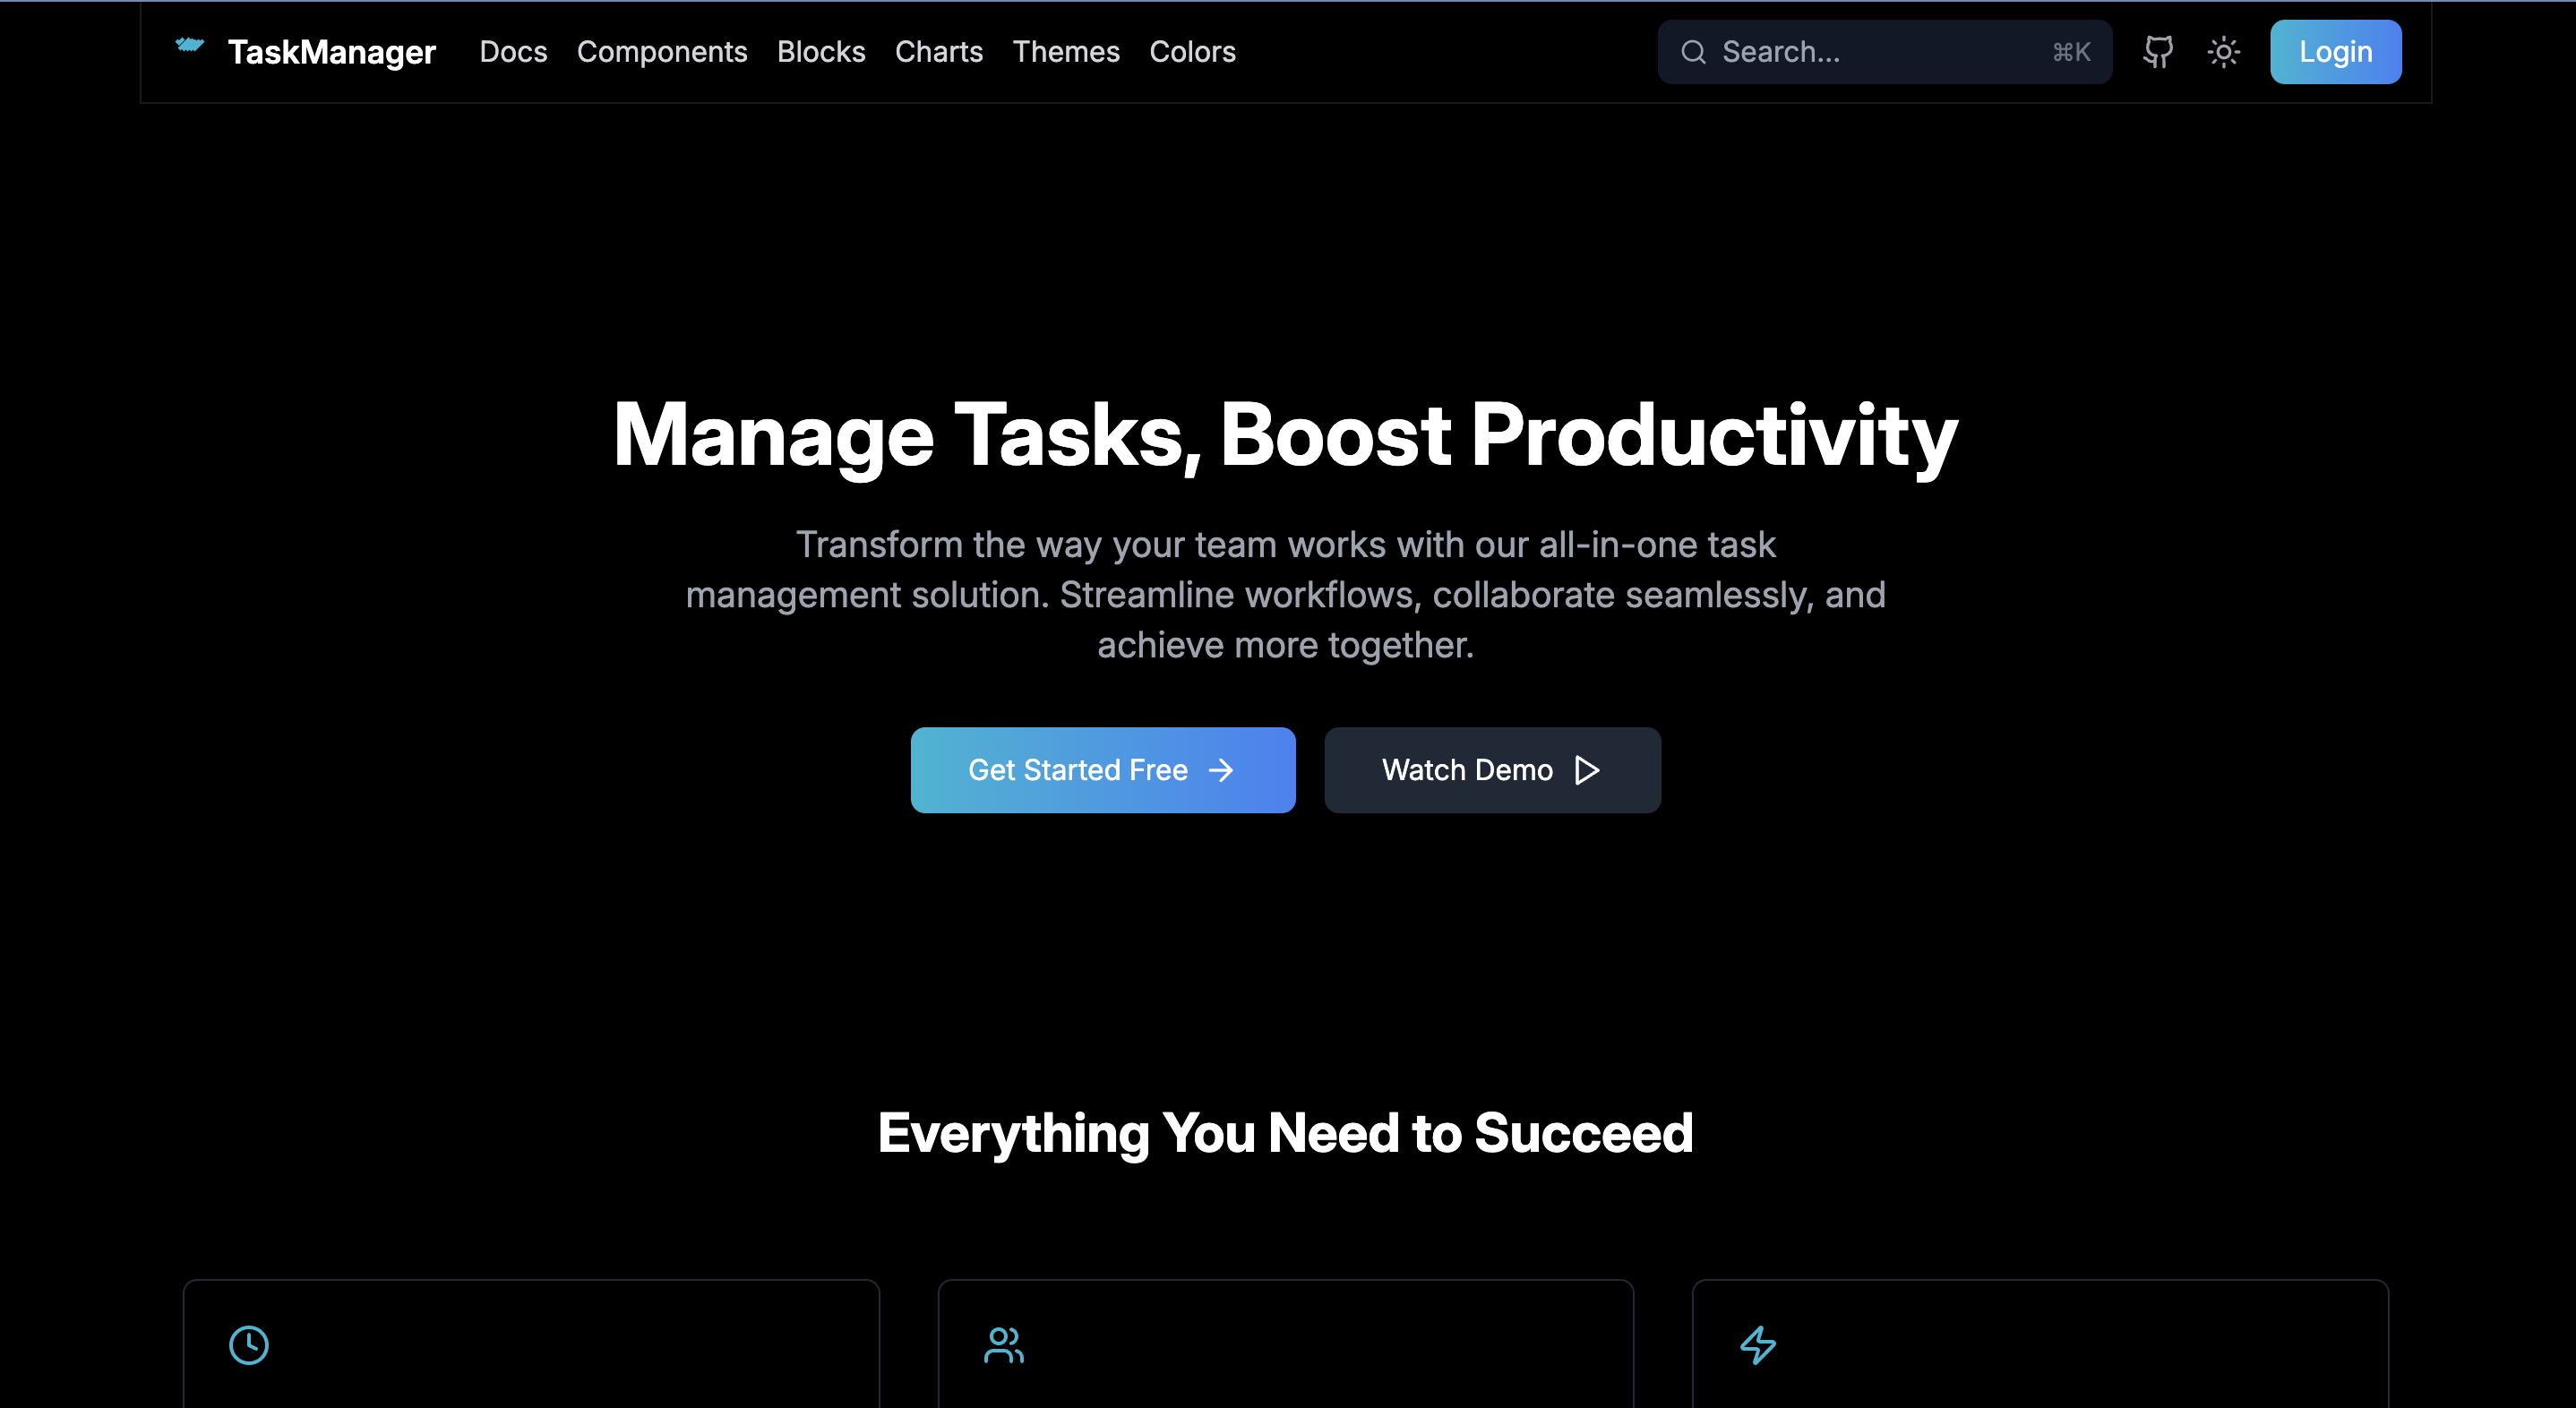 TaskManager Docs Components Blocks Charts Themes Colors Search... ⌘K Login
Manage Tasks, Boost Productivity
Transform the way your team works with our all-in-one task
management solution. Streamline workflows, collaborate seamlessly, and
achieve more together.
Get Started Free Watch Demo
Everything You Need to Succeed